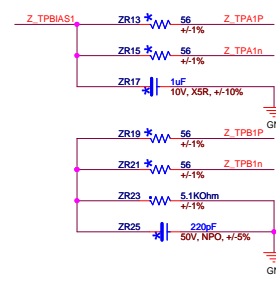 Z_TPBIAS1
ZR13 56 Z_TPA1P
+/-1%
ZR15 56 Z_TPA1n
+/-1%
ZR17 1uF
10V, X5R, +/-10%
ZR19 56 Z_TPB1P
+/-1%
ZR21 56 Z_TPB1n
+/-1%
ZR23 5.1KOhm
+/-1%
ZR25 220pF
50V, NPO, +/-5%